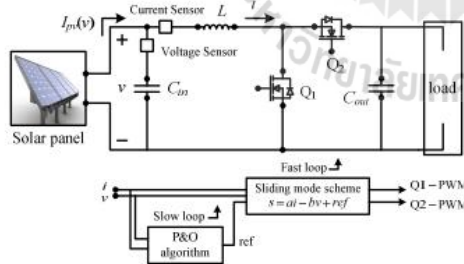 I_pv(v)
Current Sensor
L
i
Voltage Sensor
Q2
v
C_in
Q1
C_out
load
Solar panel
Fast loop
i
v
Sliding mode scheme
s=ai-bv+ref
Q1-PWM
Q2-PWM
Slow loop
P&O
algorithm
ref